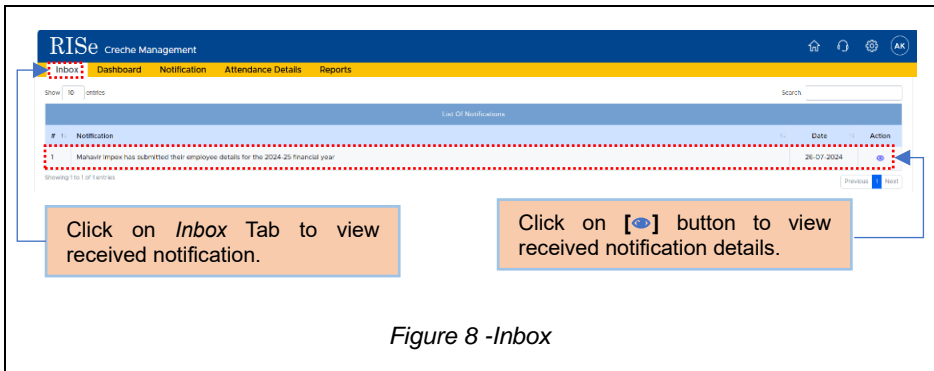 RISe Creche Management AK
Inbox Dashboard Notification Attendance Details Reports
Show 10 entries Search:
List Of Notifications
# Notification Date Action
1 Mahavir Impex has submitted their employee details for the 2024-25 financial year 26-07-2024
Showing 1 to 1 of 1 entries Previous 1 Next
Click on Inbox Tab to view
received notification.
Click on [] button to view
received notification details.
Figure 8 -Inbox